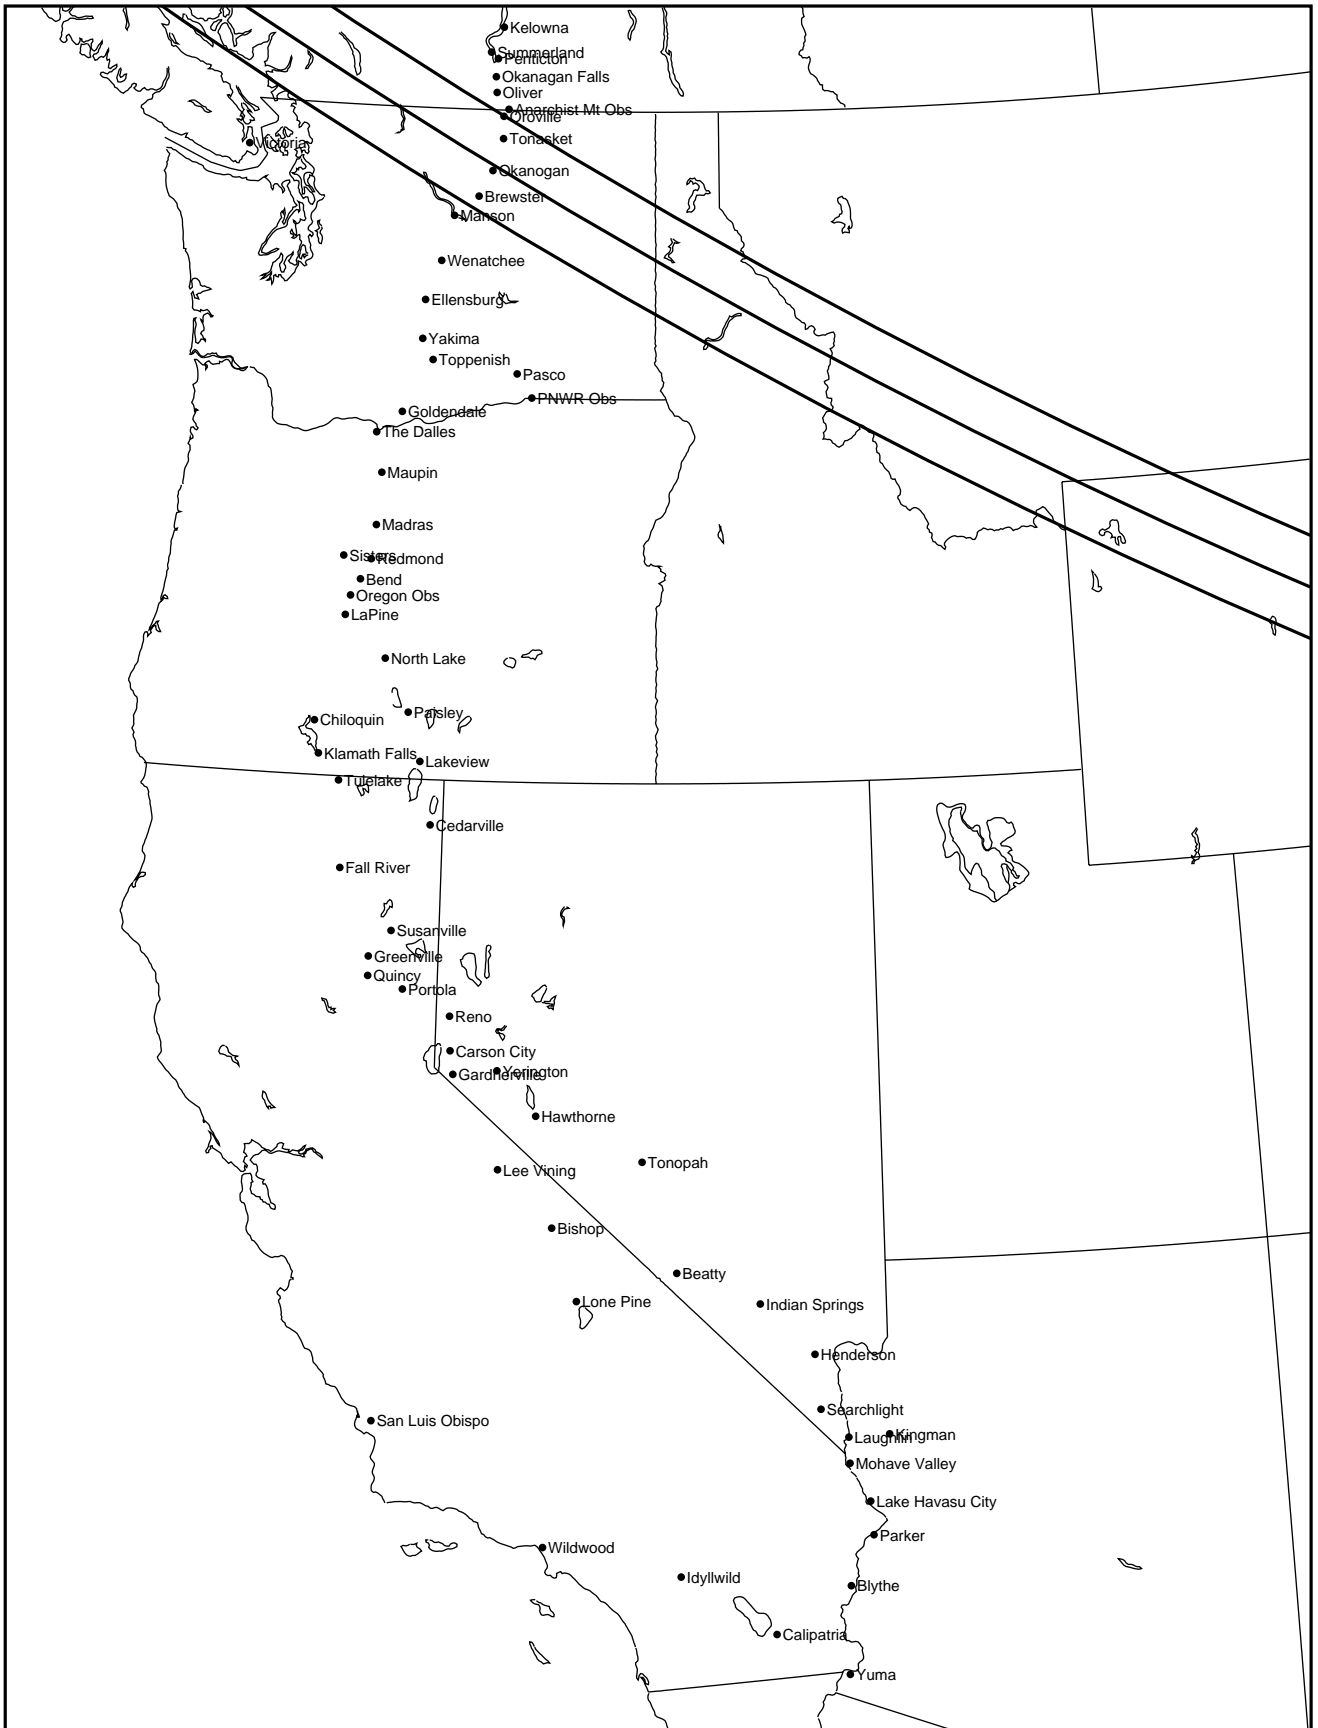 Kelowna
Summerland
Penticton
Okanagan Falls
Oliver
Anarchist Mt Obs
Oroville
Tonasket
Victoria
Okanogan
Brewster
Manson
Wenatchee
Ellensburg
Yakima
Toppenish
Pasco
PNWR Obs
Goldendale
The Dalles
Maupin
Madras
Sisters
Redmond
Bend
Oregon Obs
LaPine
North Lake
Paisley
Chiloquin
Klamath Falls
Lakeview
Tulelake
Cedarville
Fall River
Susanville
Greenville
Quincy
Portola
Reno
Carson City
Yerington
Gardnerville
Hawthorne
Tonopah
Lee Vining
Bishop
Beatty
Lone Pine
Indian Springs
Henderson
Searchlight
San Luis Obispo
Kingman
Laughlin
Mohave Valley
Lake Havasu City
Parker
Wildwood
Idyllwild
Blythe
Calipatria
Yuma